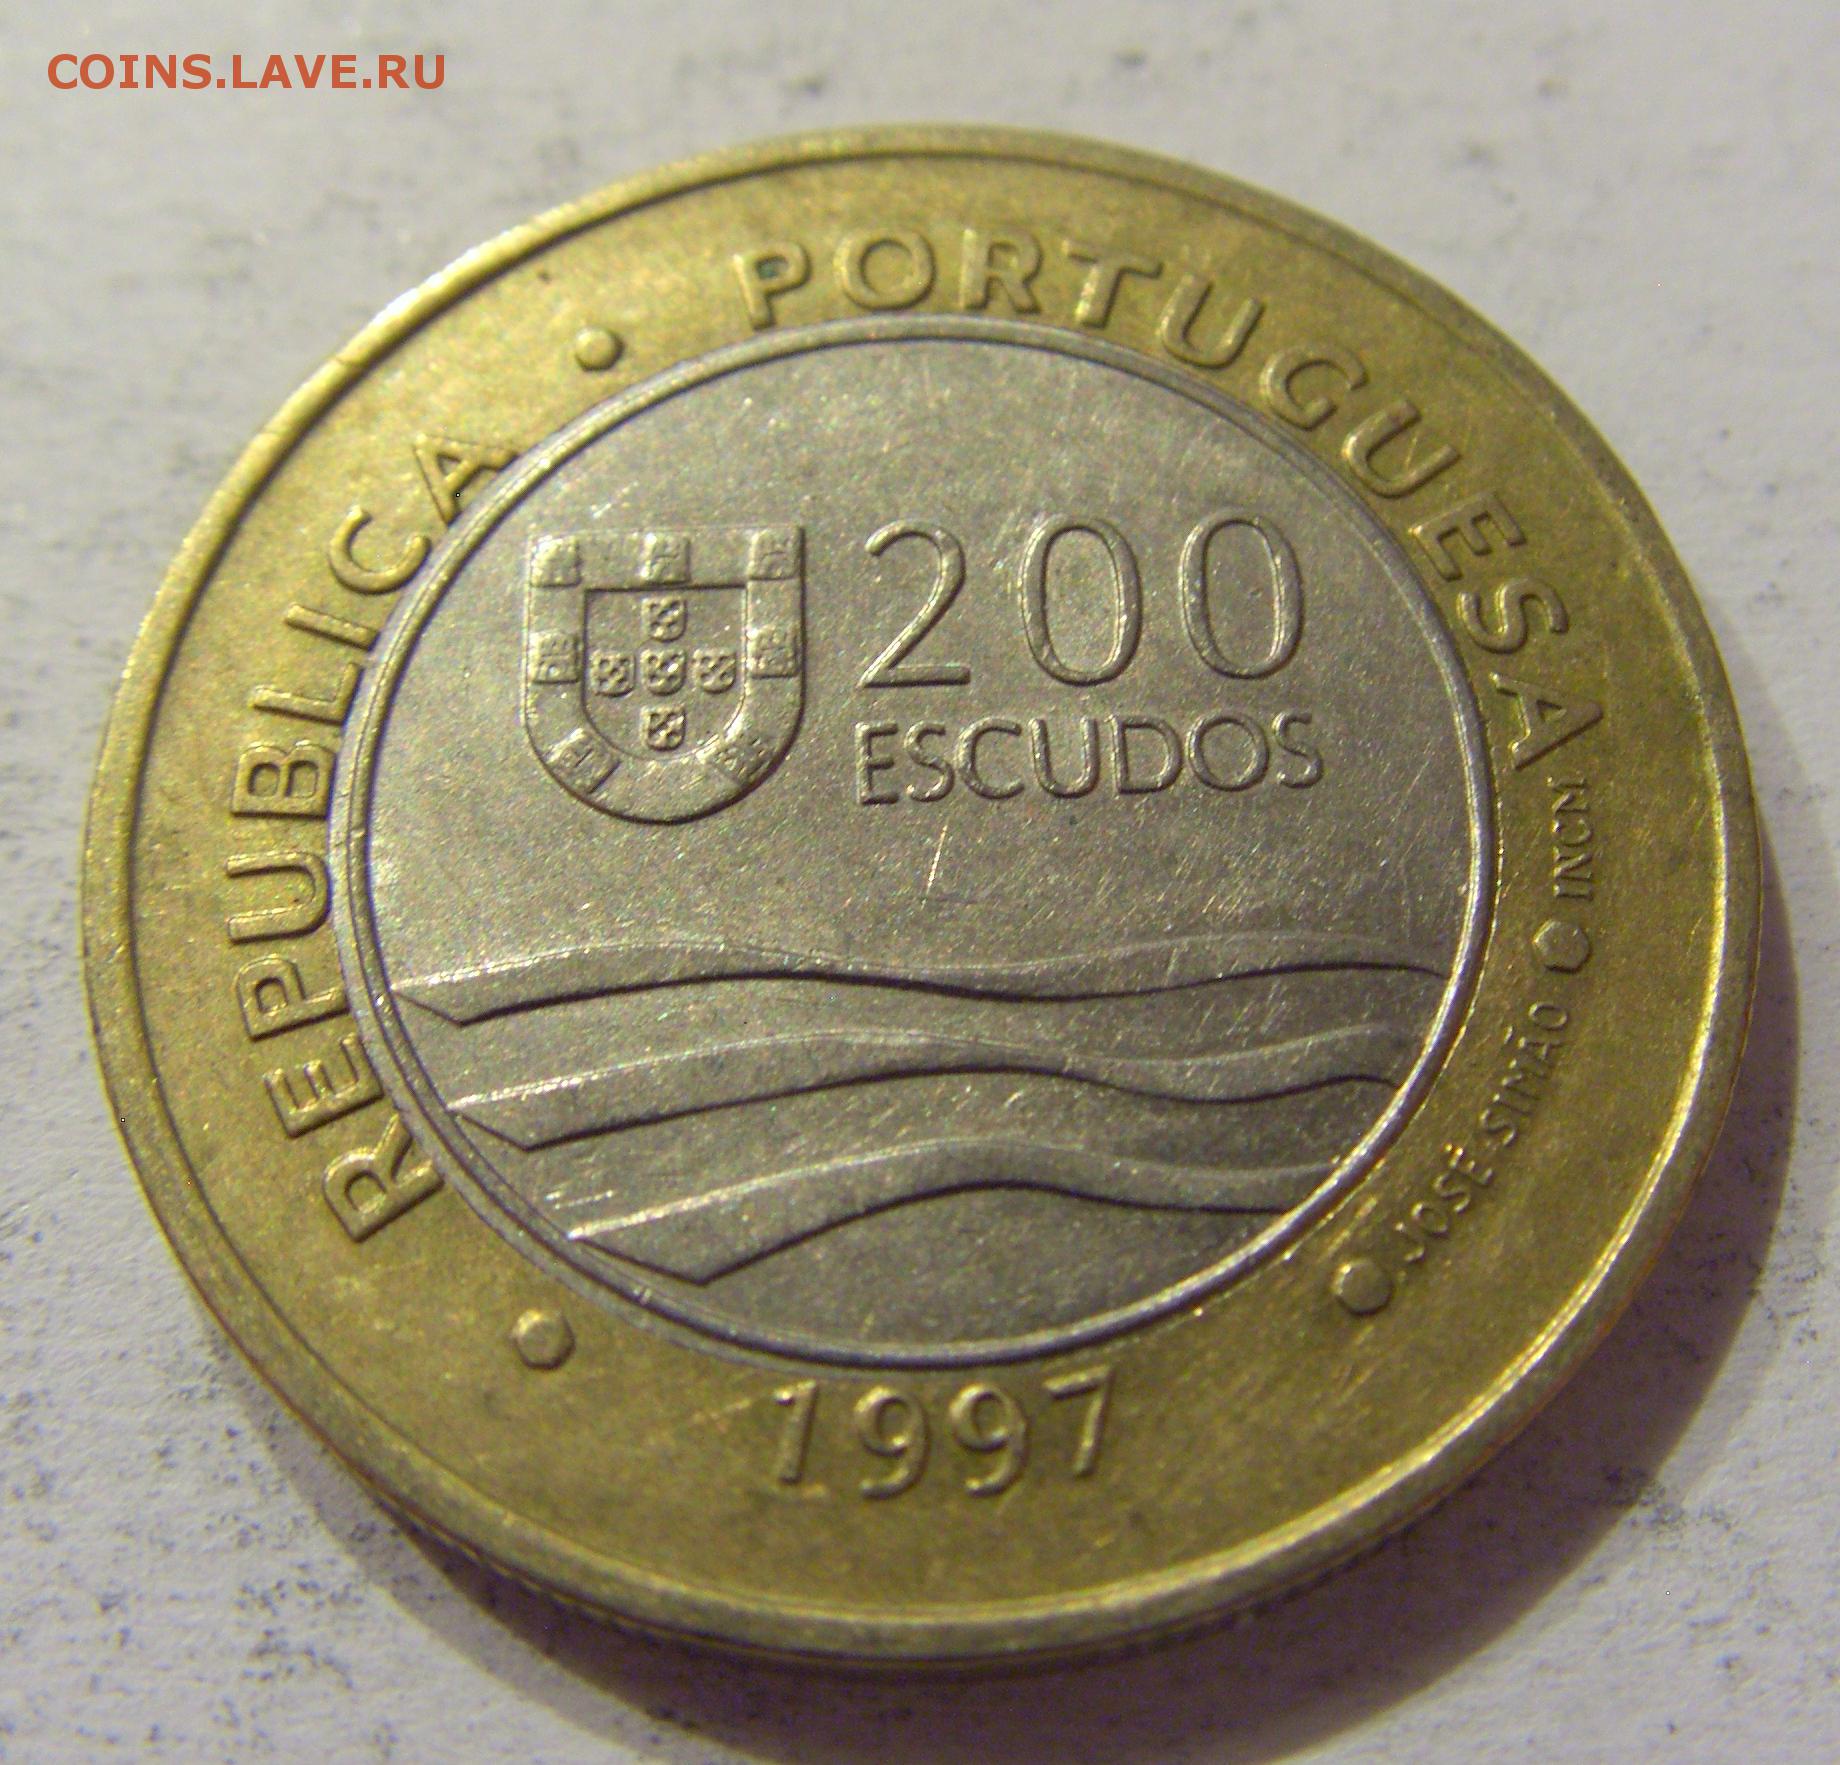 COINS.LAVE.RU
REPUBLICA • PORTUGUESA
200
ESCUDOS
JOSÉ SIMÃO
INCM
1997